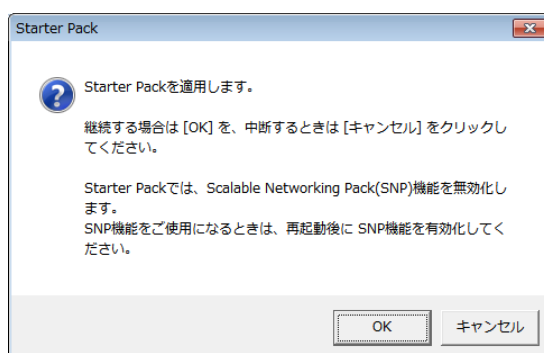 Starter Pack
Starter Packを適用します。
継続する場合は [OK] を、中断するときは [キャンセル] をクリックし
てください。
Starter Packでは、Scalable Networking Pack(SNP)機能を無効化し
ます。
SNP機能をご使用になるときは、再起動後に SNP機能を有効化してく
ださい。
OK
キャンセル